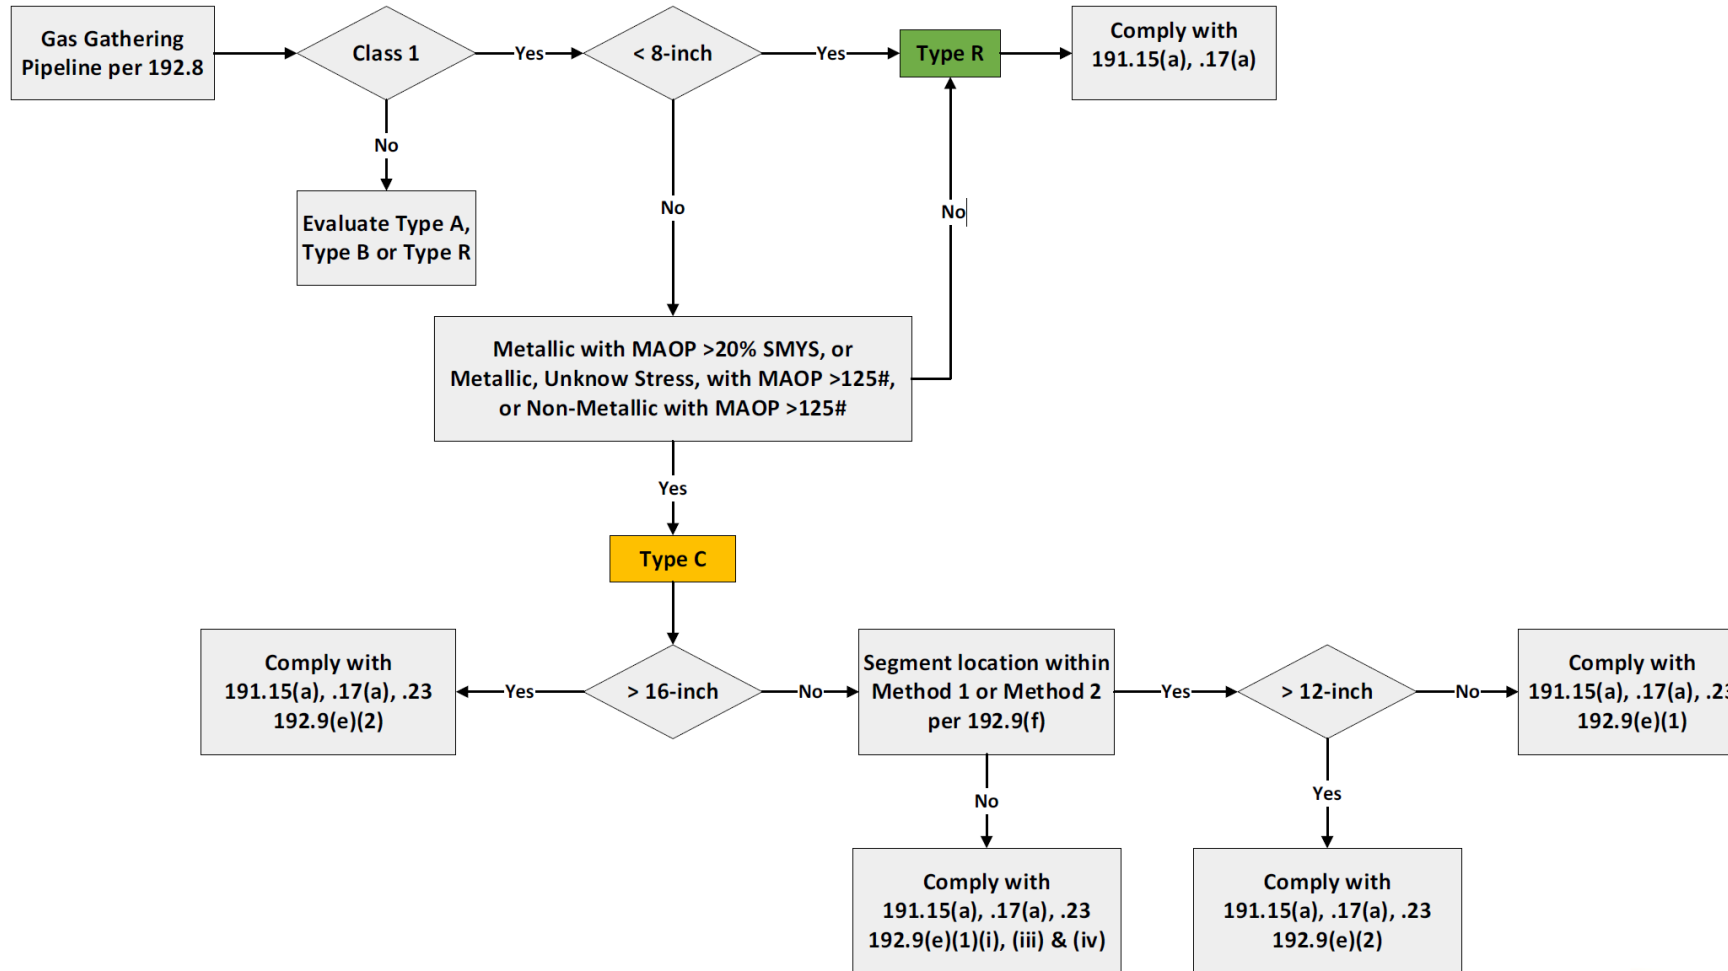 Gas Gathering
Pipeline per 192.8
Class 1
Yes
< 8-inch
Yes
Type R
Comply with
191.15(a), .17(a)
No
Evaluate Type A,
Type B or Type R
No
No
Metallic with MAOP >20% SMYS, or
Metallic, Unknow Stress, with MAOP >125#,
or Non-Metallic with MAOP >125#
Yes
Type C
Comply with
191.15(a), .17(a), .23
192.9(e)(2)
Yes
> 16-inch
No
Segment location within
Method 1 or Method 2
per 192.9(f)
Yes
> 12-inch
No
Comply with
191.15(a), .17(a), .23
192.9(e)(1)
No
Yes
Comply with
191.15(a), .17(a), .23
192.9(e)(1)(i), (iii) & (iv)
Comply with
191.15(a), .17(a), .23
192.9(e)(2)